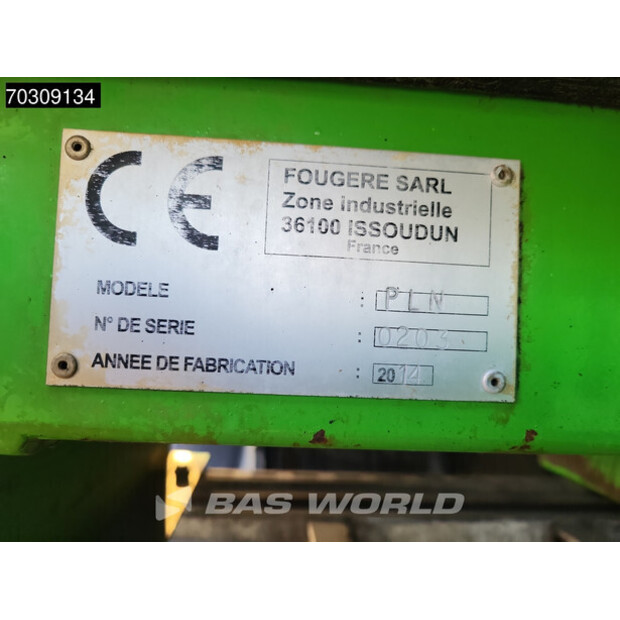 70309134
CE
FOUGERE SARL
Zone Industrielle
36100 ISSOUDUN
France
MODELE : PLN
N° DE SERIE : 0203
ANNEE DE FABRICATION : 2014
BAS WORLD